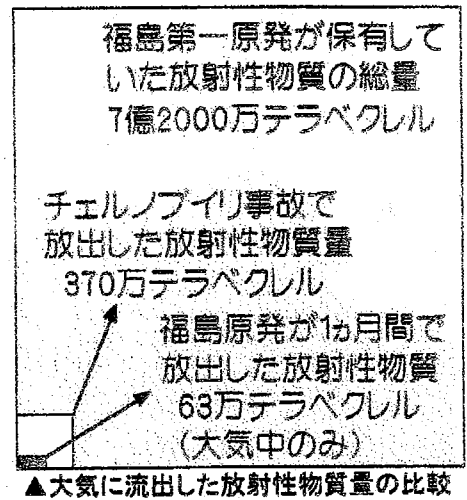 福島第一原発が保有して
いた放射性物質の総量
7億2000万テラベクレル
チェルノブイリ事故で
放出した放射性物質量
370万テラベクレル
福島原発が1ヵ月間で
放出した放射性物質
63万テラベクレル
(大気中のみ)
▲大気に流出した放射性物質量の比較